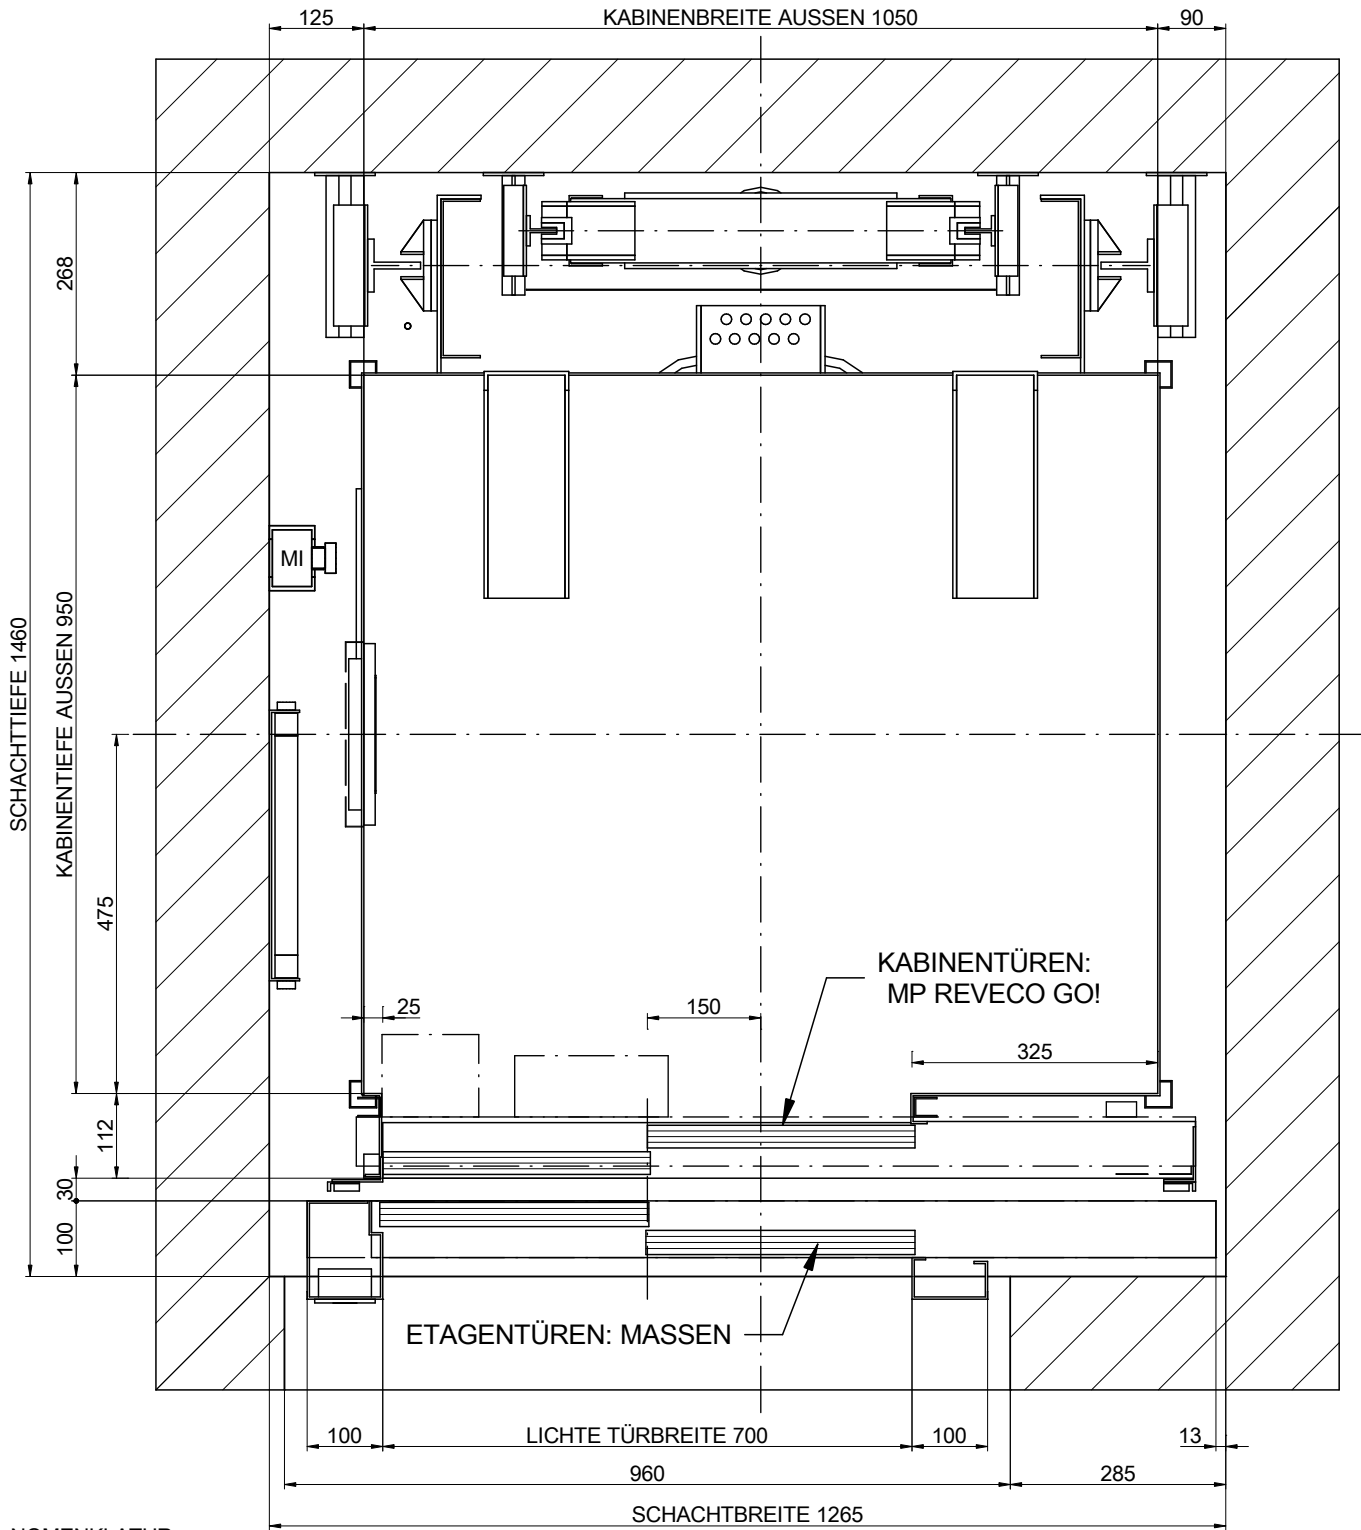 125
KABINENBREITE AUSSEN 1050
90
268
SCHACHTTIEFE 1460
KABINENTIEFE AUSSEN 950
MI
475
KABINENTÜREN:
MP REVECO GO!
25
150
325
112
30
100
ETAGENTÜREN: MASSEN
100
LICHTE TÜRBREITE 700
100
13
960
285
SCHACHTBREITE 1265
NOMENKLATUR